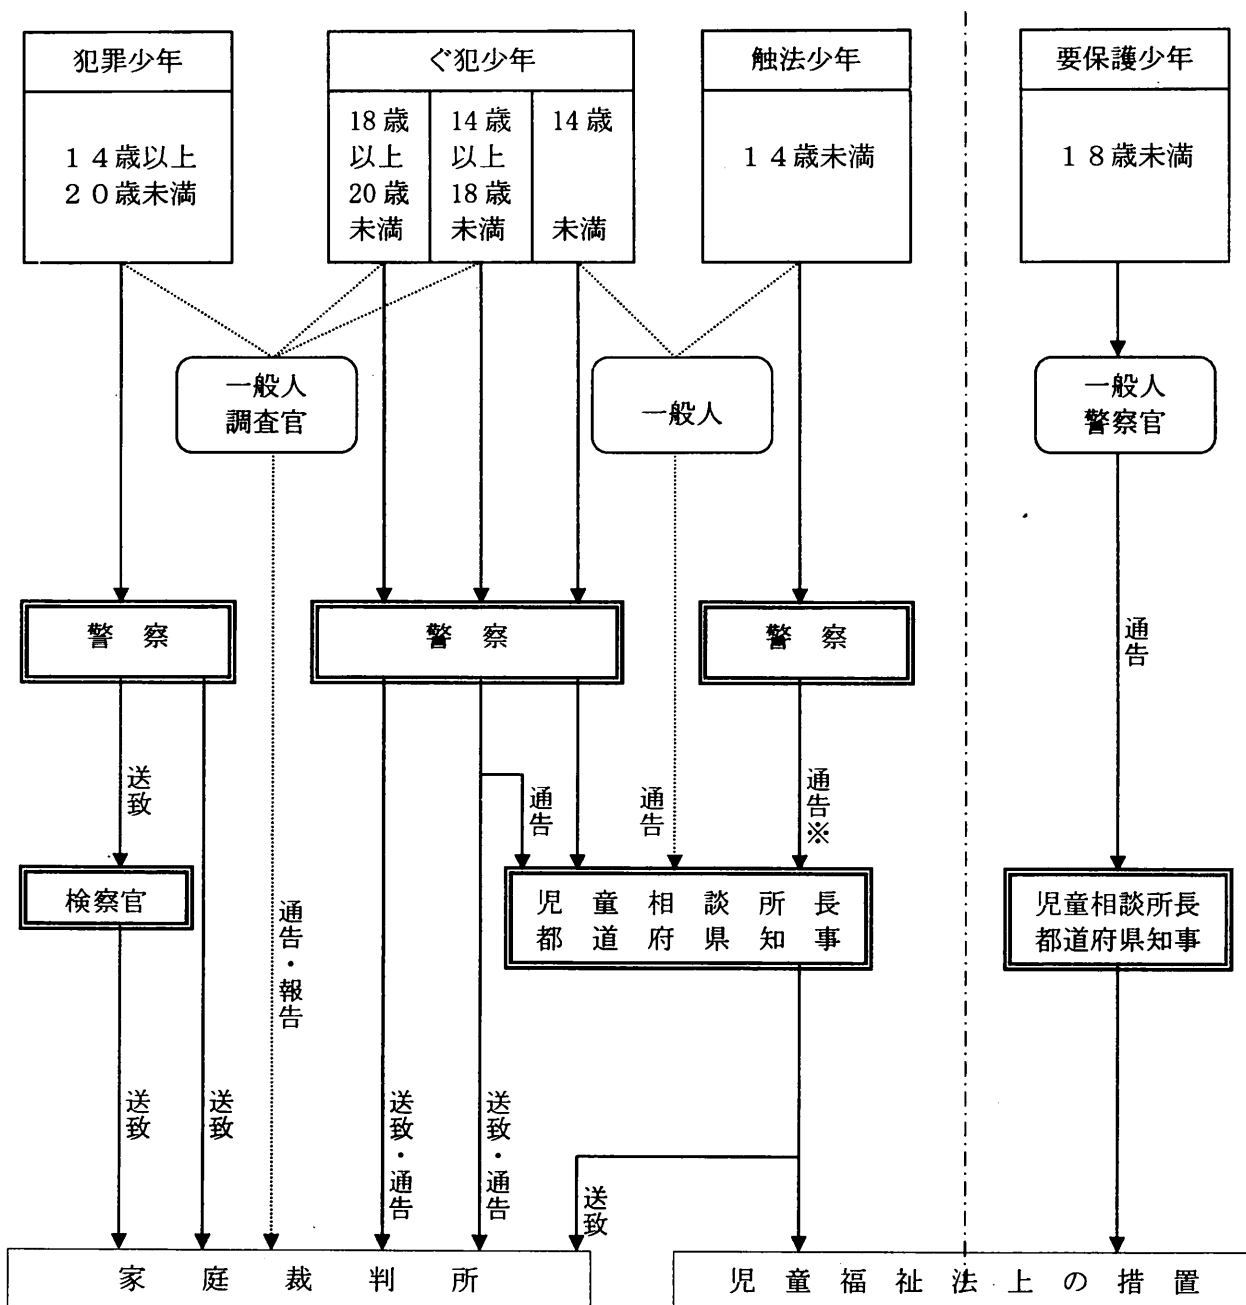 犯罪少年
ぐ犯少年
触法少年
要保護少年
14歳以上
20歳未満
18歳
以上
20歳
未満
14歳
以上
18歳
未満
14歳
未満
14歳未満
18歳未満
一般人
調査官
一般人
一般人
警察官
警察
警察
警察
通告
送致
通告
通告
通告※
検察官
児童相談所長
都道府県知事
児童相談所長
都道府県知事
通告・報告
送致
送致
送致・通告
送致・通告
送致
家庭裁判所
児童福祉法上の措置